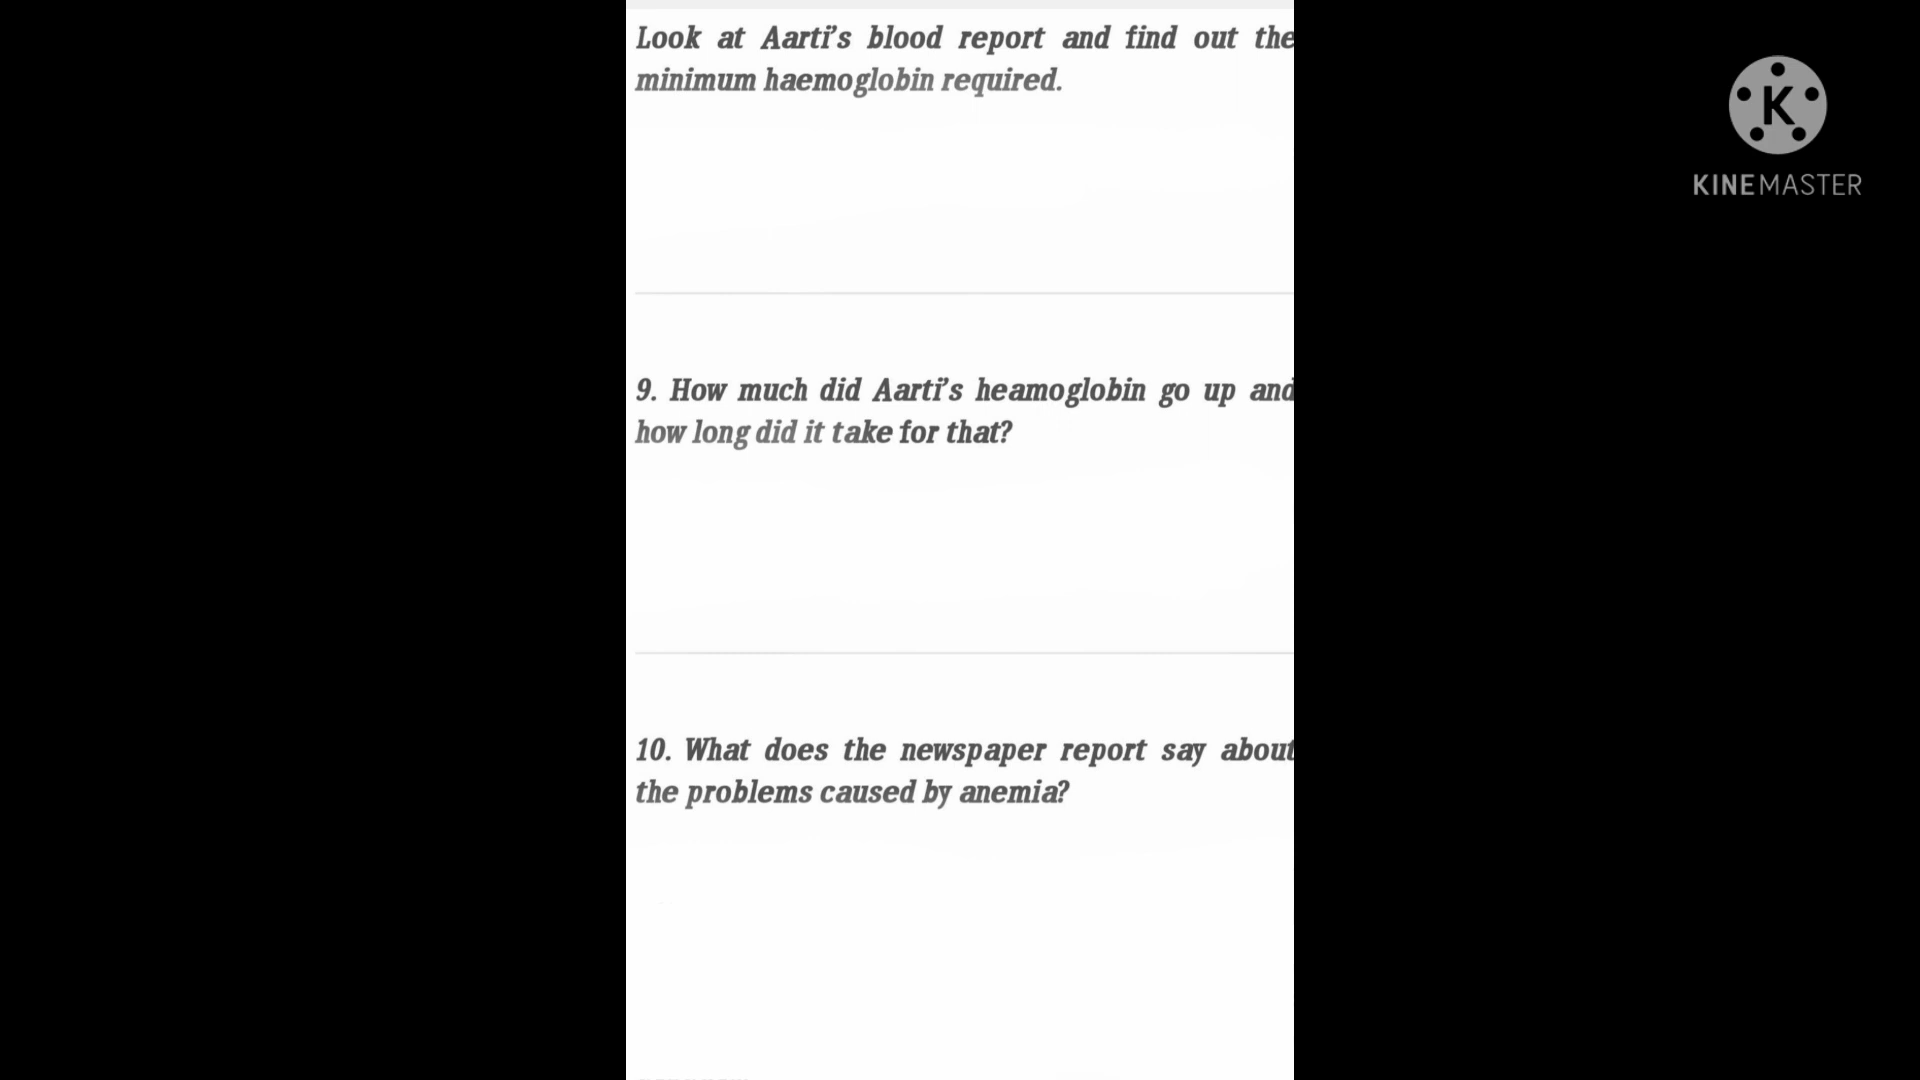 Look at Aarti's blood report and find out the
minimum haemoglobin required.
K
KINEMASTER
9. How much did Aarti's heamoglobin go up and
how long did it take for that?
10. What does the newspaper report say about
the problems caused by anemia?